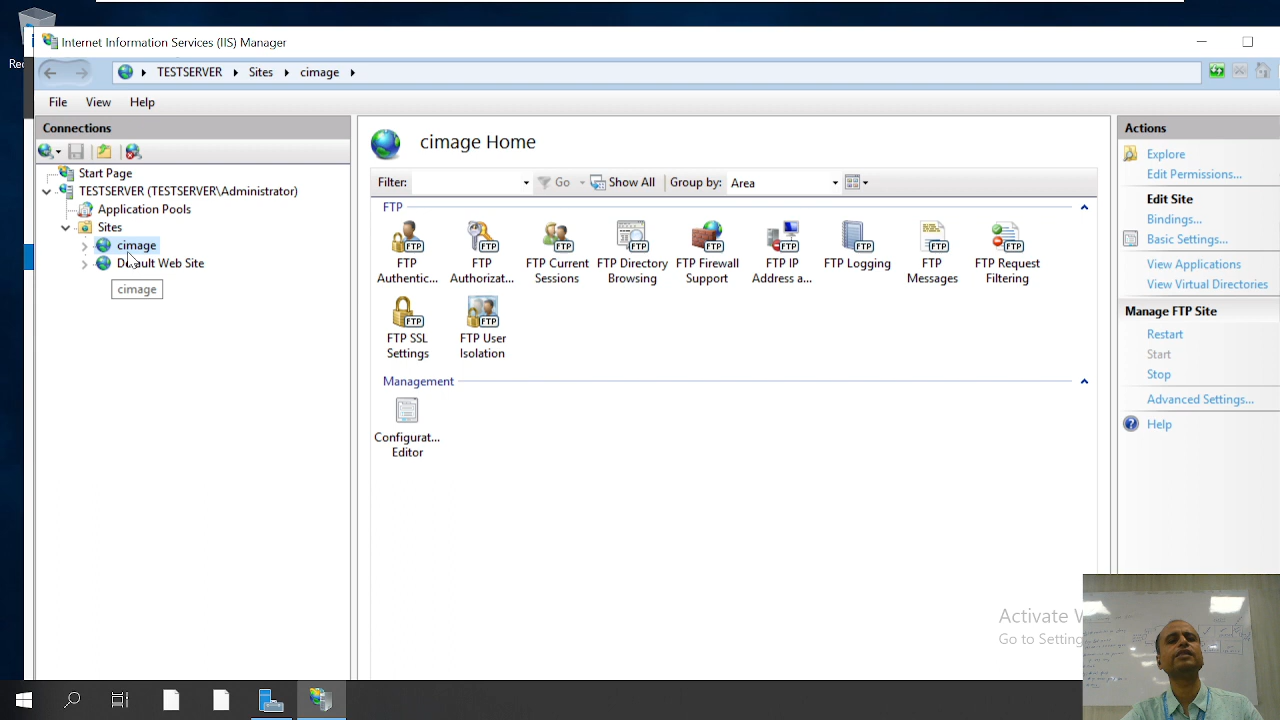 Internet Information Services (IIS) Manager
TESTSERVER
Sites
cimage
File
View
Help
Connections
Start Page
TESTSERVER (TESTSERVER\Administrator)
Application Pools
Sites
cimage
Default Web Site
cimage
cimage Home
Filter:
Go
Show All
Group by:
Area
FTP
FTP
Authentic...
FTP
Authorizat...
FTP Current
Sessions
FTP Directory
Browsing
FTP Firewall
Support
FTP IP
Address a...
FTP Logging
FTP
Messages
FTP Request
Filtering
FTP SSL
Settings
FTP User
Isolation
Management
Configurat...
Editor
Actions
Explore
Edit Permissions...
Edit Site
Bindings...
Basic Settings...
View Applications
View Virtual Directories
Manage FTP Site
Restart
Start
Stop
Advanced Settings...
Help
Activate
Go to Setting